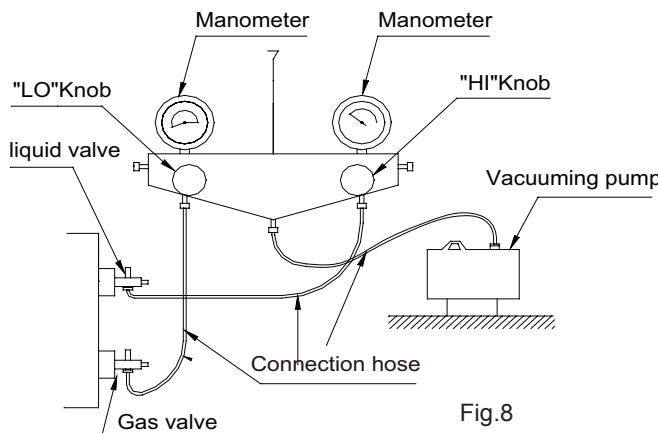 Manometer
Manometer
"LO"Knob
"HI"Knob
liquid valve
Vacuuming pump
Connection hose
Gas valve
Fig.8